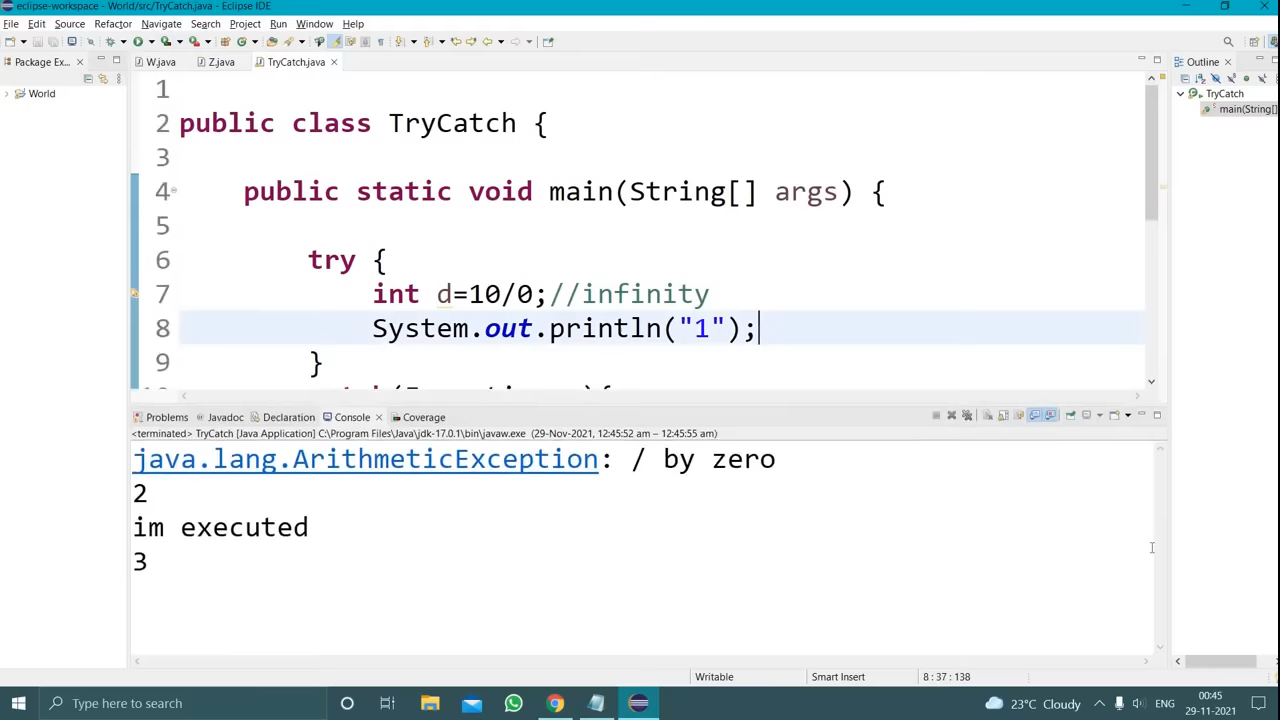 eclipse-workspace - World/src/TryCatch.java - Eclipse IDE
File Edit Source Refactor Navigate Search Project Run Window Help
Package Ex...
W.java Z.java TryCatch.java
Outline
World
TryCatch
main(String[]
1
2 public class TryCatch {
3
4 public static void main(String[] args) {
5
6 try {
7 int d=10/0;//infinity
8 System.out.println("1");
9 }
Problems Javadoc Declaration Console Coverage
<terminated> TryCatch [Java Application] C:\Program Files\Java\jdk-17.0.1\bin\javaw.exe (29-Nov-2021, 12:45:52 am – 12:45:55 am)
java.lang.ArithmeticException: / by zero
2
im executed
3
Writable Smart Insert 8 : 37 : 138
Type here to search
23°C Cloudy ENG 00:45
29-11-2021